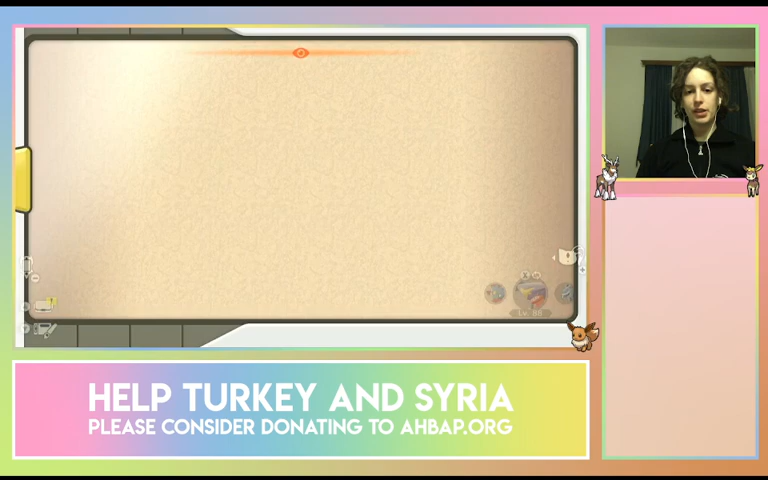 HELP TURKEY AND SYRIA
PLEASE CONSIDER DONATING TO AHBAP.ORG